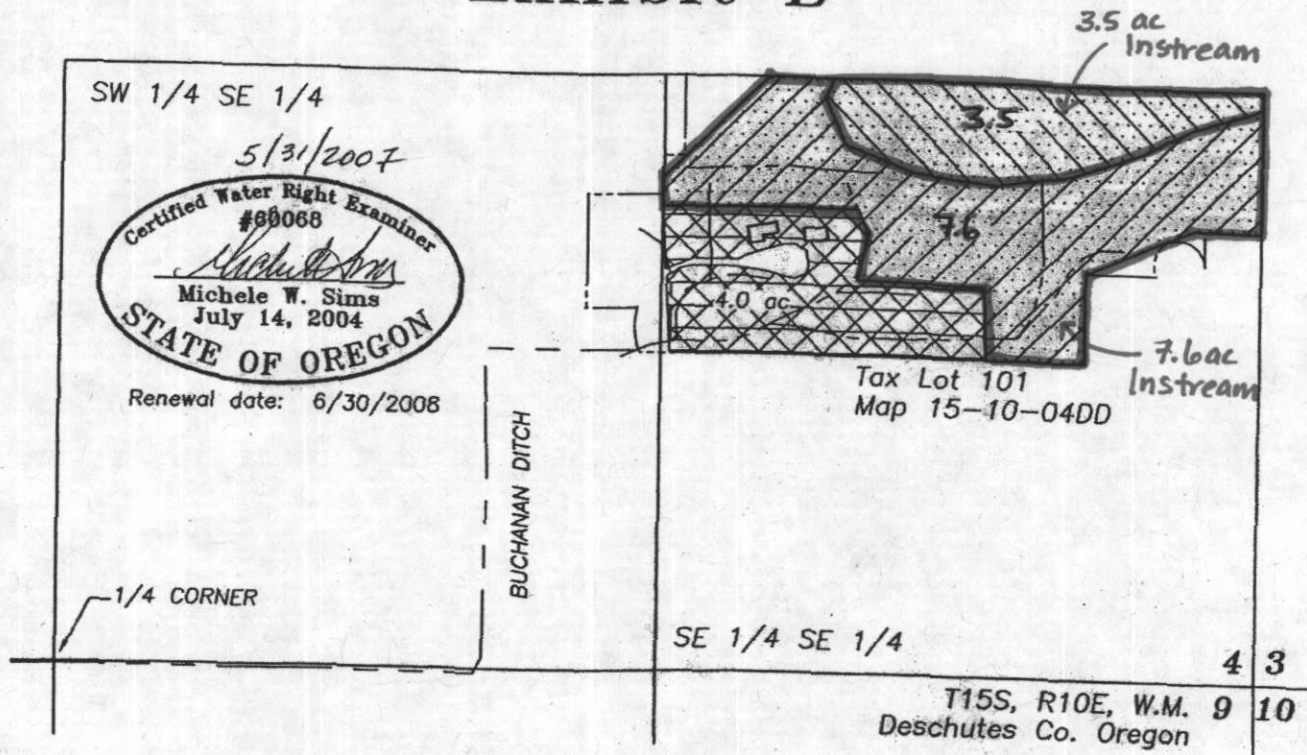 3.5 ac
Instream
SW 1/4 SE 1/4
5/31/2007
Certified Water Right Examiner
#60068
Michele W. Sims
July 14, 2004
STATE OF OREGON
Renewal date: 6/30/2008
3.5
7.6
4.0 ac
7.6ac
Instream
Tax Lot 101
Map 15-10-04DD
BUCHANAN DITCH
1/4 CORNER
SE 1/4 SE 1/4
4 3
T15S, R10E, W.M. 9 10
Deschutes Co. Oregon